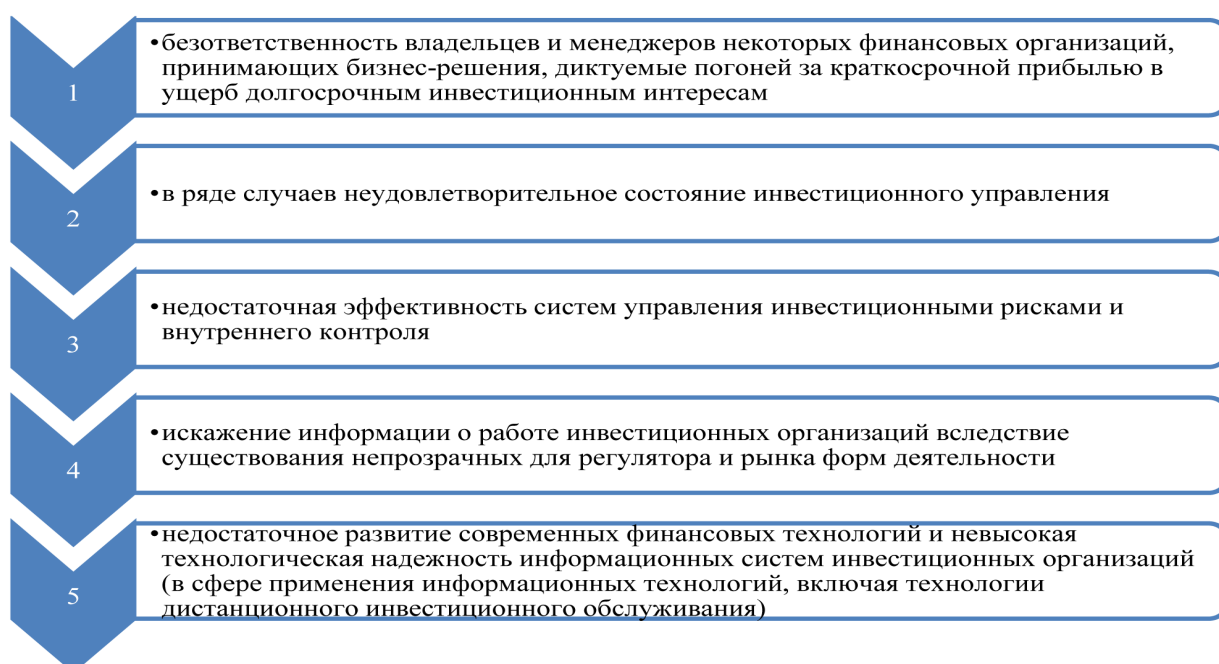 1
•безответственность владельцев и менеджеров некоторых финансовых организаций,
принимающих бизнес-решения, диктуемые погоней за краткосрочной прибылью в
ущерб долгосрочным инвестиционным интересам
2
•в ряде случаев неудовлетворительное состояние инвестиционного управления
3
•недостаточная эффективность систем управления инвестиционными рисками и
внутреннего контроля
4
•искажение информации о работе инвестиционных организаций вследствие
существования непрозрачных для регулятора и рынка форм деятельности
5
•недостаточное развитие современных финансовых технологий и невысокая
технологическая надежность информационных систем инвестиционных организаций
(в сфере применения информационных технологий, включая технологии
дистанционного инвестиционного обслуживания)